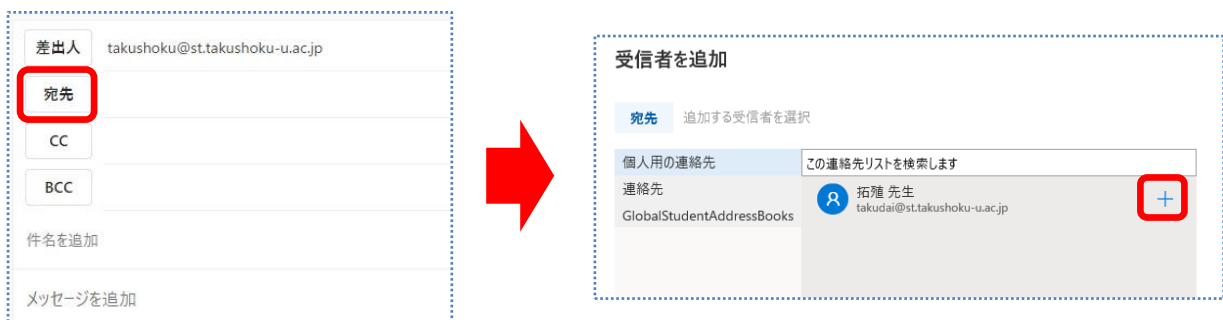 差出人 takushoku@st.takushoku-u.ac.jp
宛先
CC
BCC
件名を追加
メッセージを追加
受信者を追加
宛先 追加する受信者を選択
個人用の連絡先
連絡先
GlobalStudentAddressBooks
この連絡先リストを検索します
拓殖 先生
takudai@st.takushoku-u.ac.jp